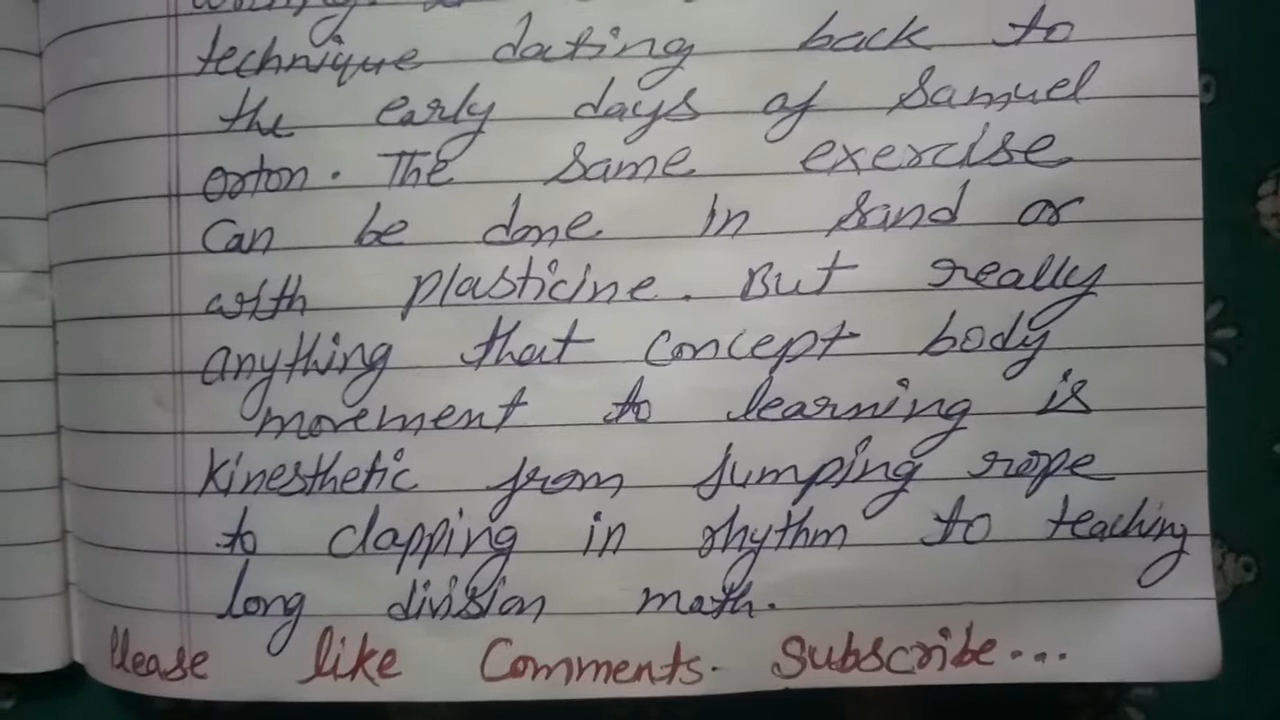 technique dating back to
the early days of Samuel
orton. The same exercise
Can be done in sand or
with plasticine. But really
anything that concept body
movement to learning is
kinesthetic from jumping rope
to clapping in rhythm to teaching
long division math.
Please like Comments. Subscribe...